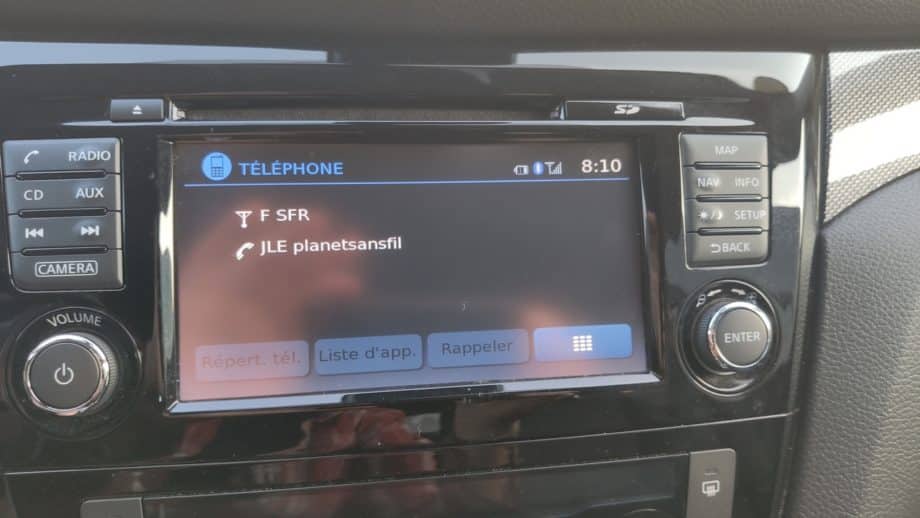 SD
RADIO
CD AUX
CAMERA
VOLUME
TÉLÉPHONE 8:10
F SFR
JLE planetsansfil
Répert. tél. Liste d'app. Rappeler
MAP
NAV INFO
SETUP
BACK
ENTER